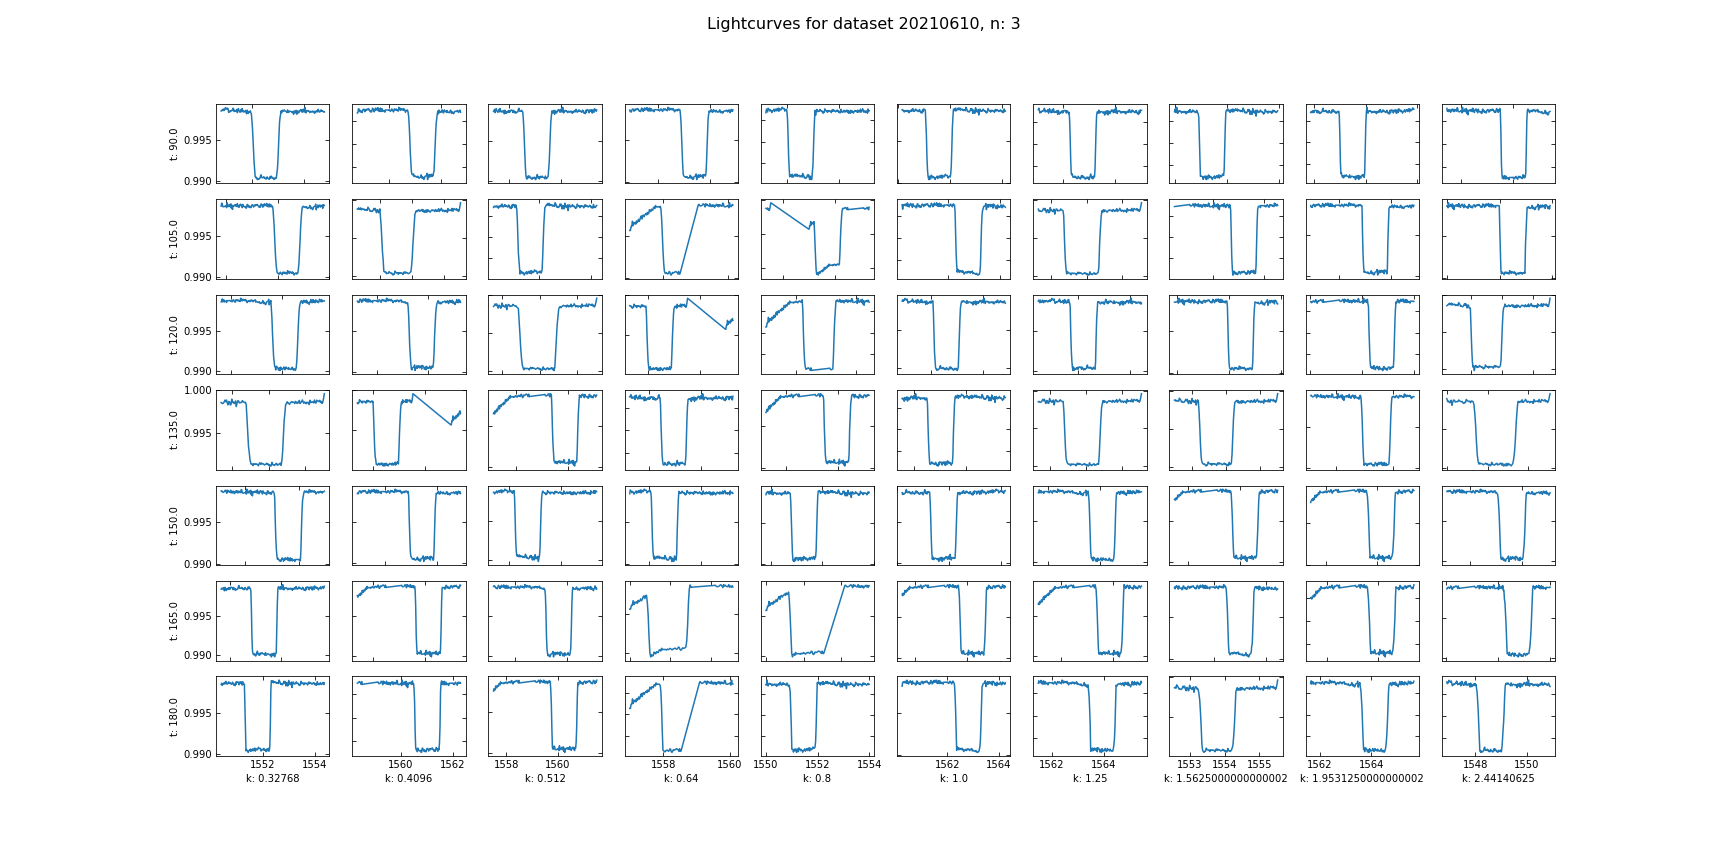 Lightcurves for dataset 20210610, n: 3
t: 90.0
0.995
0.990
t: 105.0
0.995
0.990
t: 120.0
0.995
0.990
t: 135.0
1.000
0.995
t: 150.0
0.995
0.990
t: 165.0
0.995
0.990
t: 180.0
0.995
0.990
1552 1554 1560 1562 1558 1560 1558 1560 1550 1552 1554 1562 1564 1562 1564 1553 1554 1555 1562 1564 1548 1550
k: 0.32768 k: 0.4096 k: 0.512 k: 0.64 k: 0.8 k: 1.0 k: 1.25 k: 1.5625000000000002 k: 1.9531250000000002 k: 2.44140625